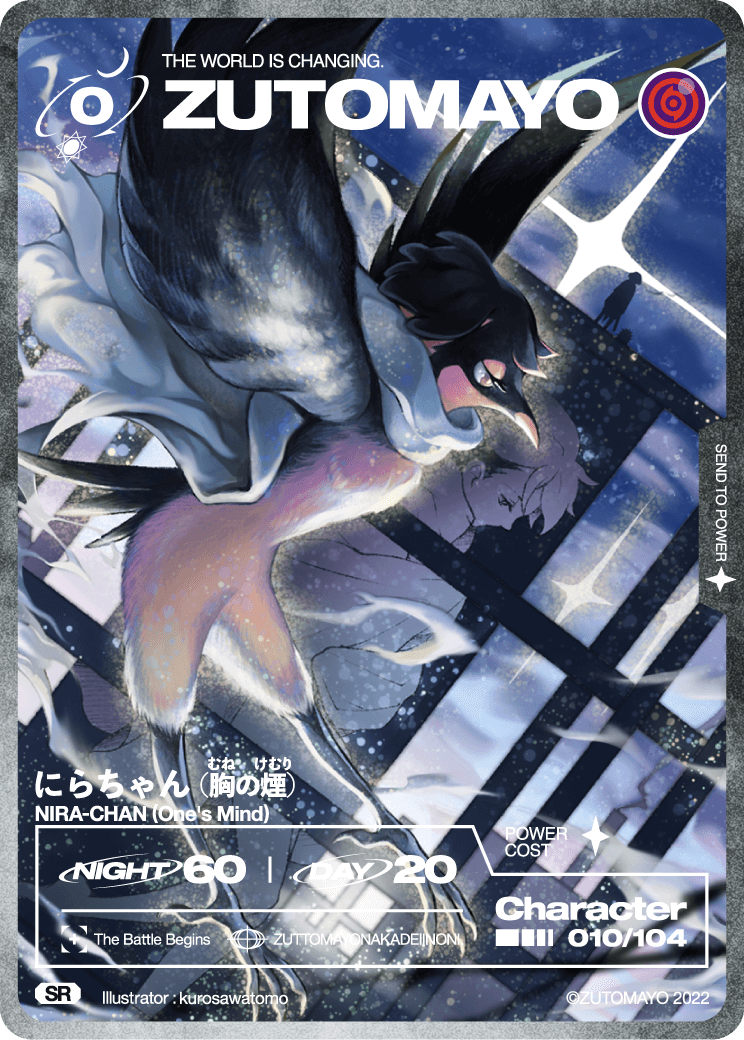 THE WORLD IS CHANGING.
ZUTOMAYO
SEND TO POWER
むね けむり
にらちゃん（胸の煙）
NIRA-CHAN (One's Mind)
POWER
COST
NIGHT 60 | DAY 20
Character
010/104
The Battle Begins ZUTTOMAYONAKADEIINONI.
SR Illustrator : kurosawatomo ©ZUTOMAYO 2022